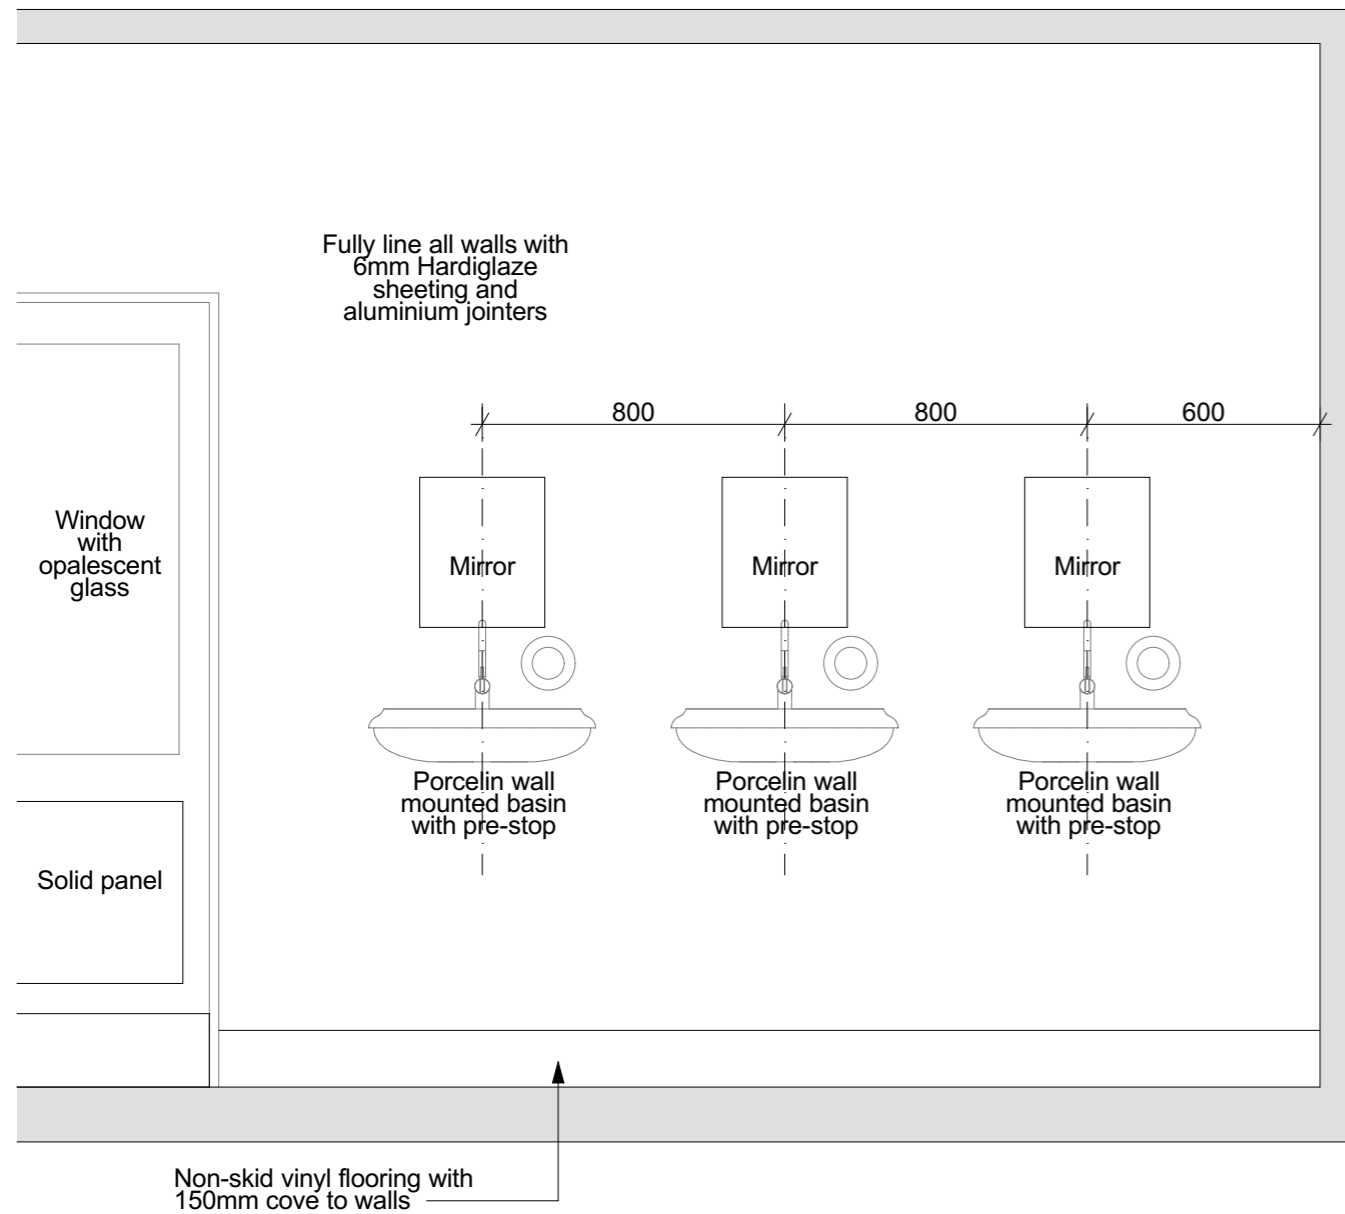 Fully line all walls with
6mm Hardiglaze
sheeting and
aluminium jointers
800
800
600
Window
with
opalescent
glass
Mirror
Mirror
Mirror
Porcelin wall
mounted basin
with pre-stop
Porcelin wall
mounted basin
with pre-stop
Porcelin wall
mounted basin
with pre-stop
Solid panel
Non-skid vinyl flooring with
150mm cove to walls